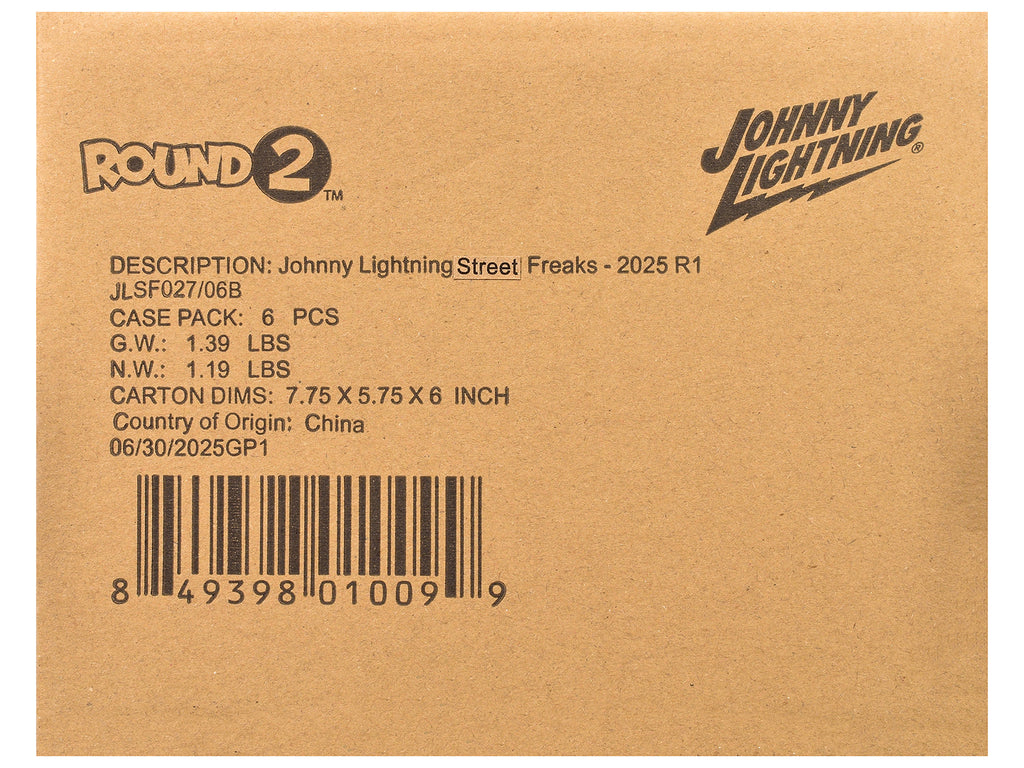 ROUND 2™
JOHNNY
LIGHTNING®
DESCRIPTION: Johnny Lightning Street Freaks - 2025 R1
JLSF027/06B
CASE PACK: 6 PCS
G.W.: 1.39 LBS
N.W.: 1.19 LBS
CARTON DIMS: 7.75 X 5.75 X 6 INCH
Country of Origin: China
06/30/2025GP1
8 49398 01009 9